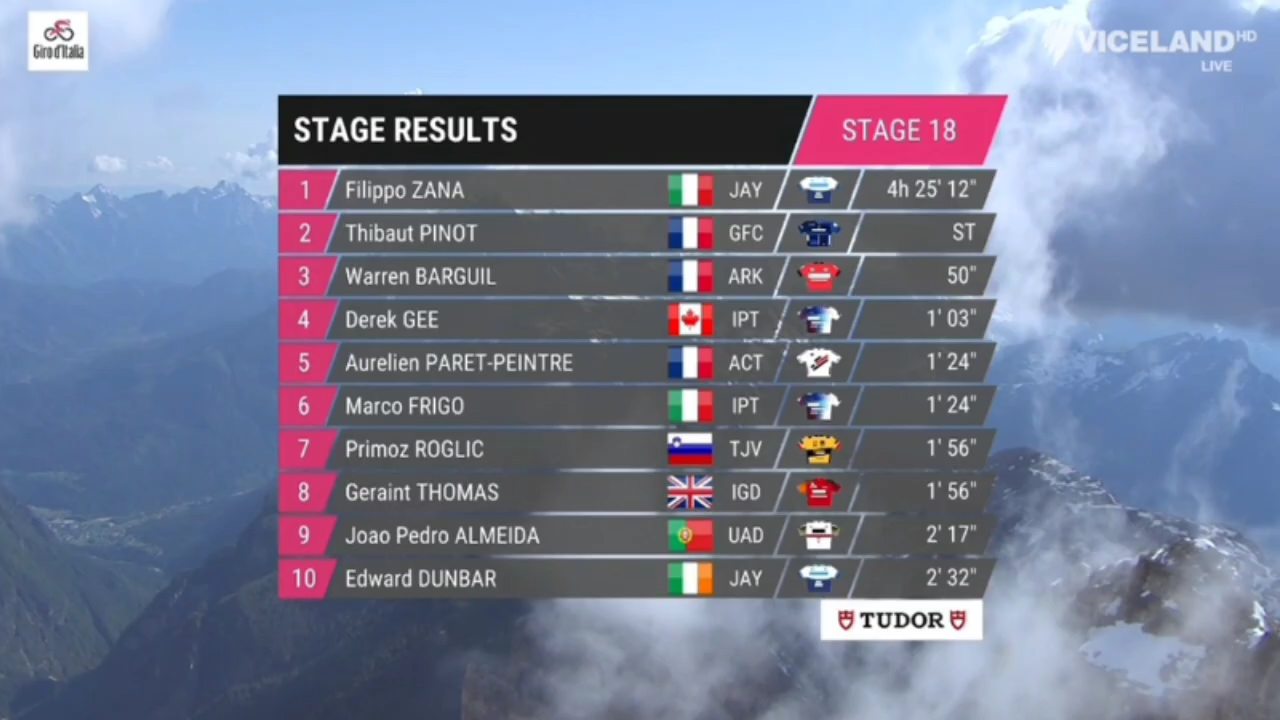 Giro d'Italia
VICELAND HD
LIVE
STAGE RESULTS STAGE 18
1 Filippo ZANA JAY 4h 25' 12"
2 Thibaut PINOT GFC ST
3 Warren BARGUIL ARK 50"
4 Derek GEE IPT 1' 03"
5 Aurelien PARET-PEINTRE ACT 1' 24"
6 Marco FRIGO IPT 1' 24"
7 Primoz ROGLIC TJV 1' 56"
8 Geraint THOMAS IGD 1' 56"
9 Joao Pedro ALMEIDA UAD 2' 17"
10 Edward DUNBAR JAY 2' 32"
TUDOR